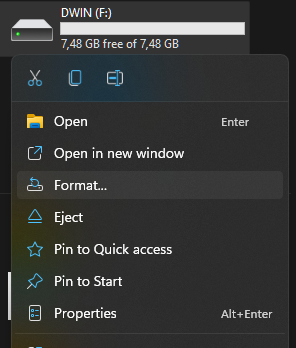 DWIN (F:)
7,48 GB free of 7,48 GB
Open Enter
Open in new window
Format...
Eject
Pin to Quick access
Pin to Start
Properties Alt+Enter